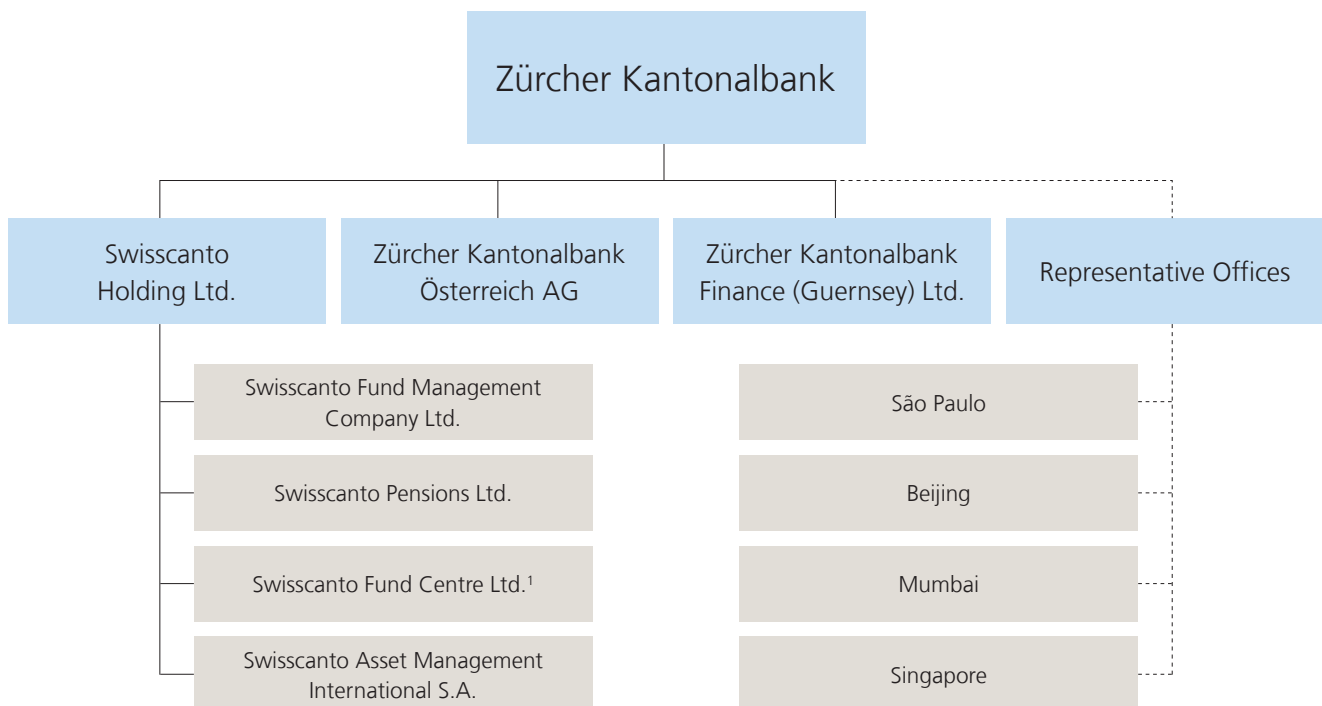 Zürcher Kantonalbank
Swisscanto
Holding Ltd.
Zürcher Kantonalbank
Österreich AG
Zürcher Kantonalbank
Finance (Guernsey) Ltd.
Representative Offices
Swisscanto Fund Management
Company Ltd.
Swisscanto Pensions Ltd.
Swisscanto Fund Centre Ltd.¹
Swisscanto Asset Management
International S.A.
São Paulo
Beijing
Mumbai
Singapore